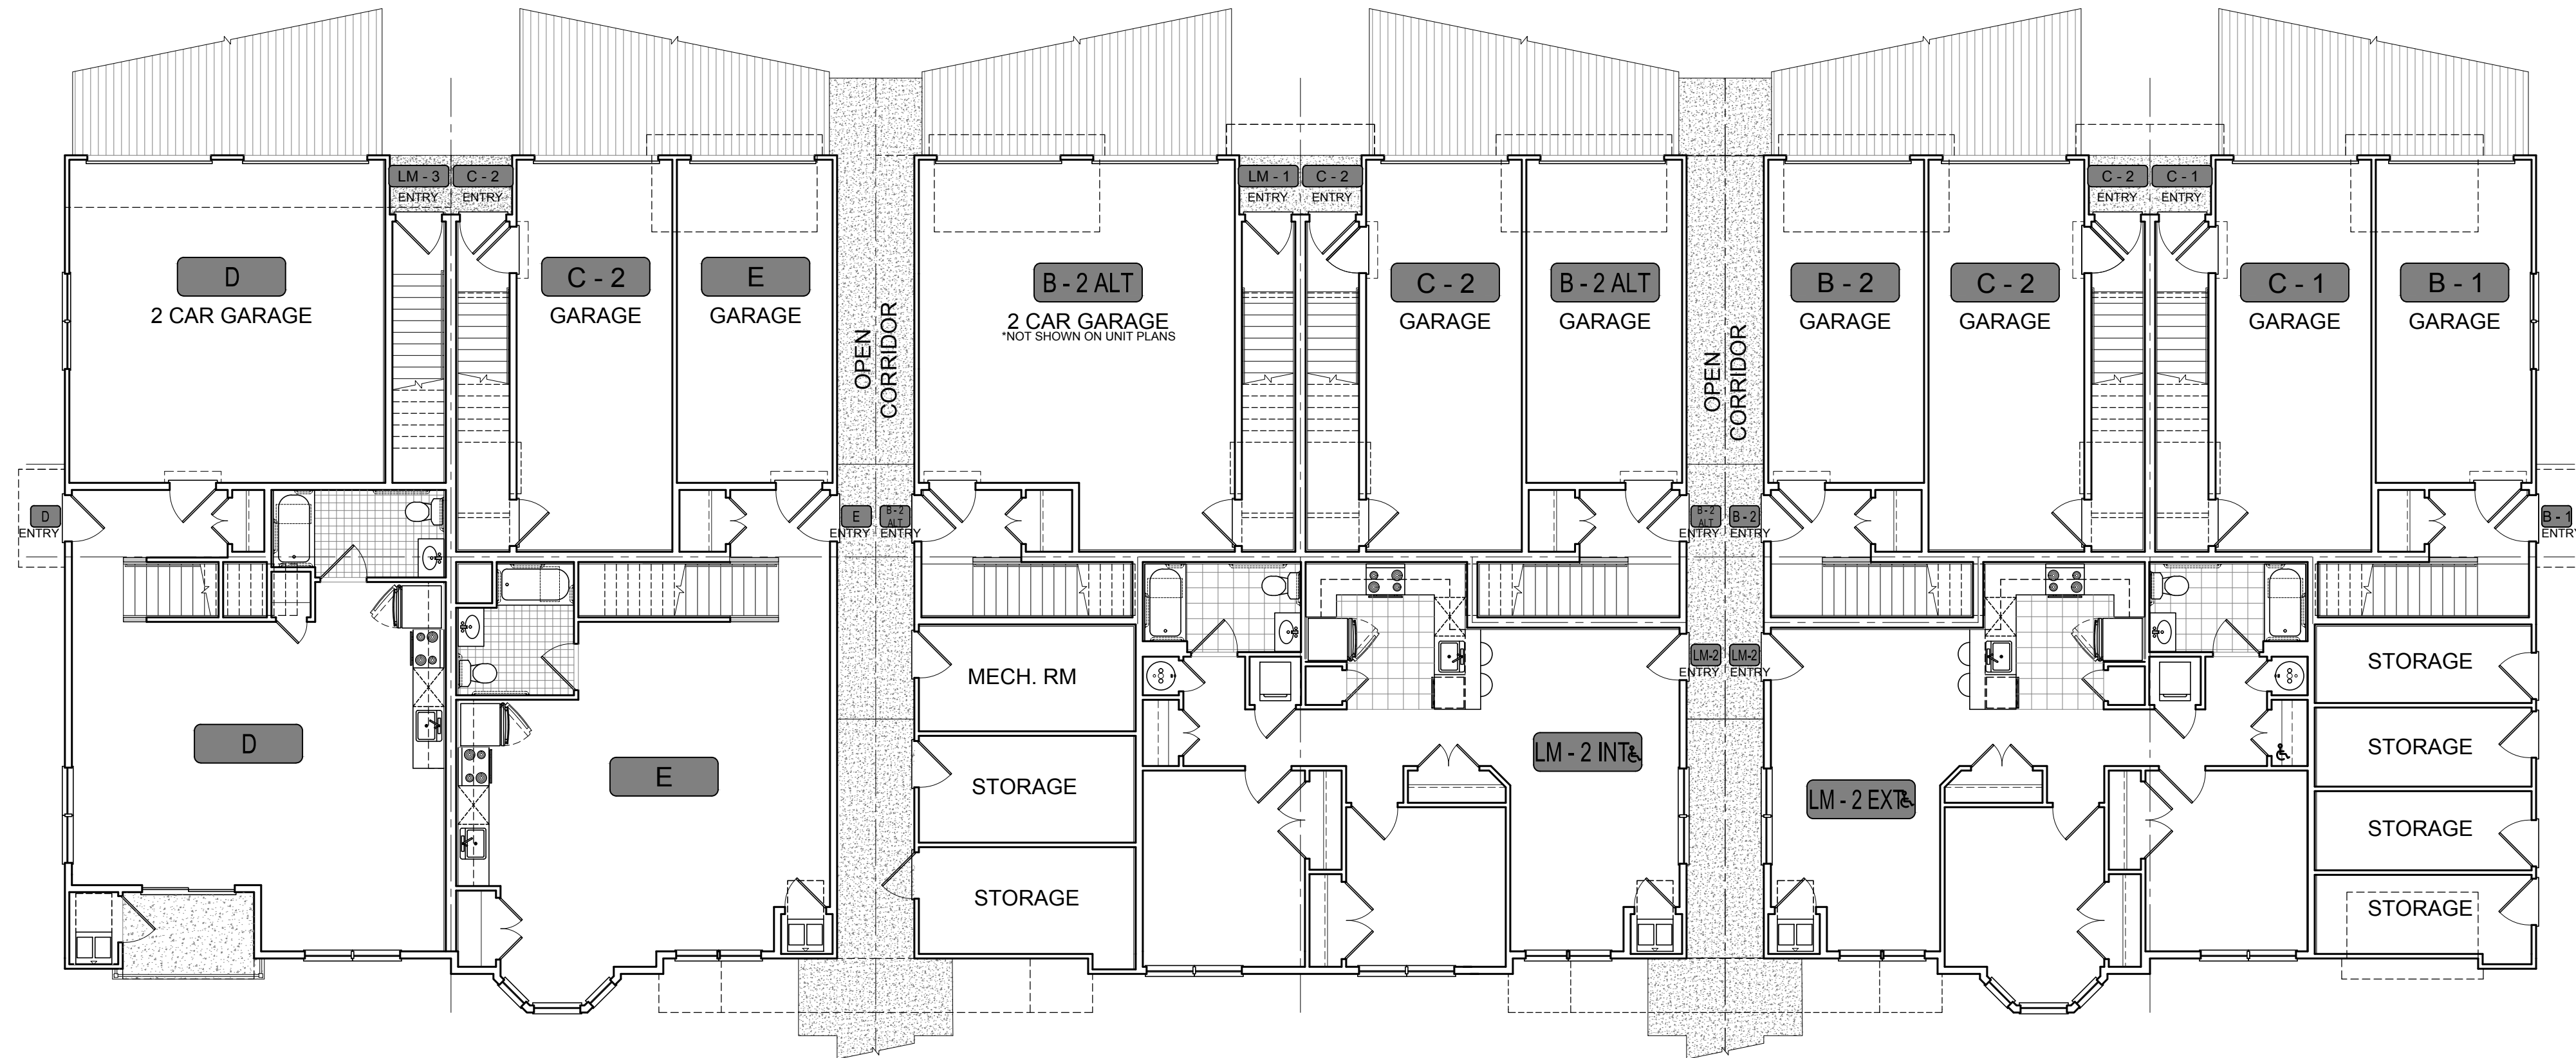 LM - 3
C - 2
ENTRY
ENTRY
LM - 1
C - 2
ENTRY
ENTRY
C - 2
C - 1
ENTRY
ENTRY
D
2 CAR GARAGE
C - 2
GARAGE
E
GARAGE
OPEN
CORRIDOR
B - 2 ALT
2 CAR GARAGE
*NOT SHOWN ON UNIT PLANS
C - 2
GARAGE
B - 2 ALT
GARAGE
OPEN
CORRIDOR
B - 2
GARAGE
C - 2
GARAGE
C - 1
GARAGE
B - 1
GARAGE
D
ENTRY
E
ENTRY
B - 2
ALT
ENTRY
B - 2
ALT
ENTRY
B - 2
ENTRY
B - 1
ENTRY
LM-2
ENTRY
LM-2
ENTRY
MECH. RM
STORAGE
STORAGE
D
E
LM - 2 INT
LM - 2 EXT
STORAGE
STORAGE
STORAGE
STORAGE